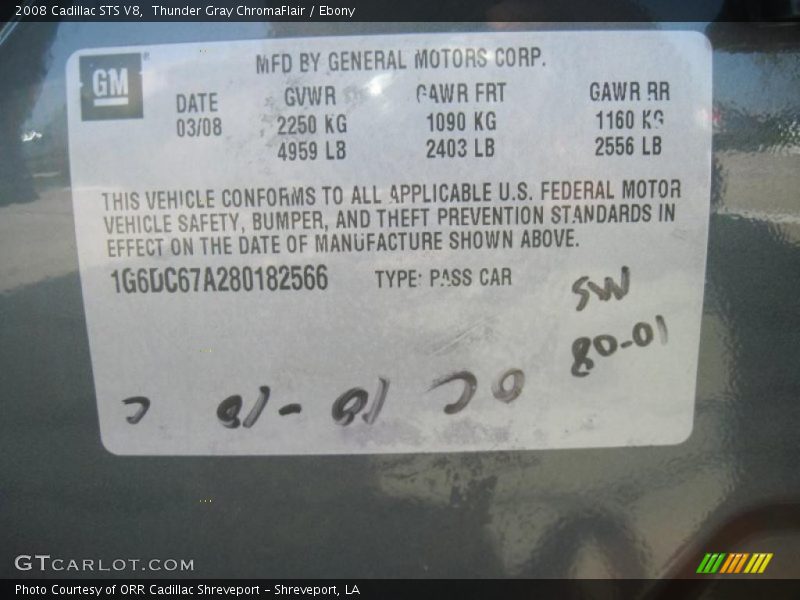 2008 Cadillac STS V8, Thunder Gray ChromaFlair / Ebony
GM®
MFD BY GENERAL MOTORS CORP.
DATE GVWR GAWR FRT GAWR RR
03/08 2250 KG 1090 KG 1160 KG
4959 LB 2403 LB 2556 LB
THIS VEHICLE CONFORMS TO ALL APPLICABLE U.S. FEDERAL MOTOR
VEHICLE SAFETY, BUMPER, AND THEFT PREVENTION STANDARDS IN
EFFECT ON THE DATE OF MANUFACTURE SHOWN ABOVE.
1G6DC67A280182566 TYPE: PASS CAR
SW
80-01
GTCARLOT.COM
Photo Courtesy of ORR Cadillac Shreveport - Shreveport, LA